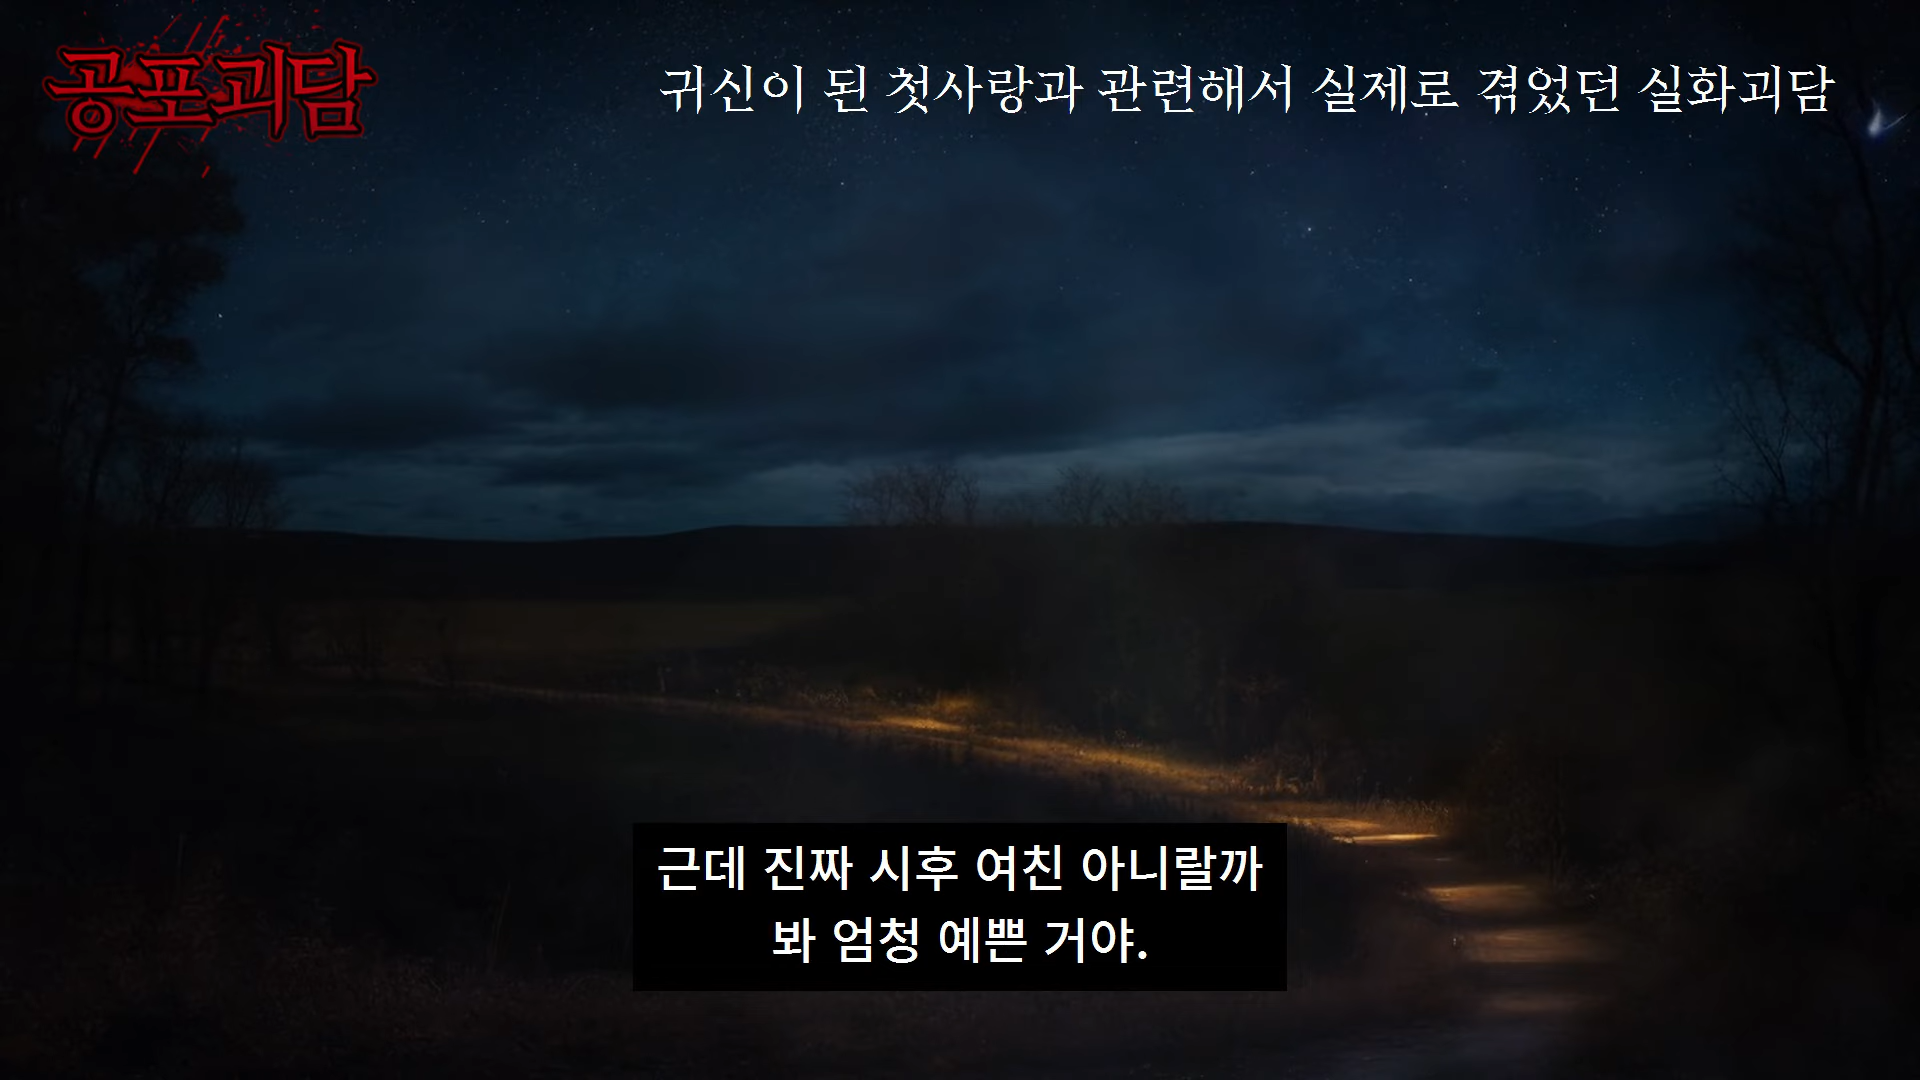 공포괴담
귀신이 된 첫사랑과 관련해서 실제로 겪었던 실화괴담
근데 진짜 시후 여친 아니랄까
봐 엄청 예쁜 거야.